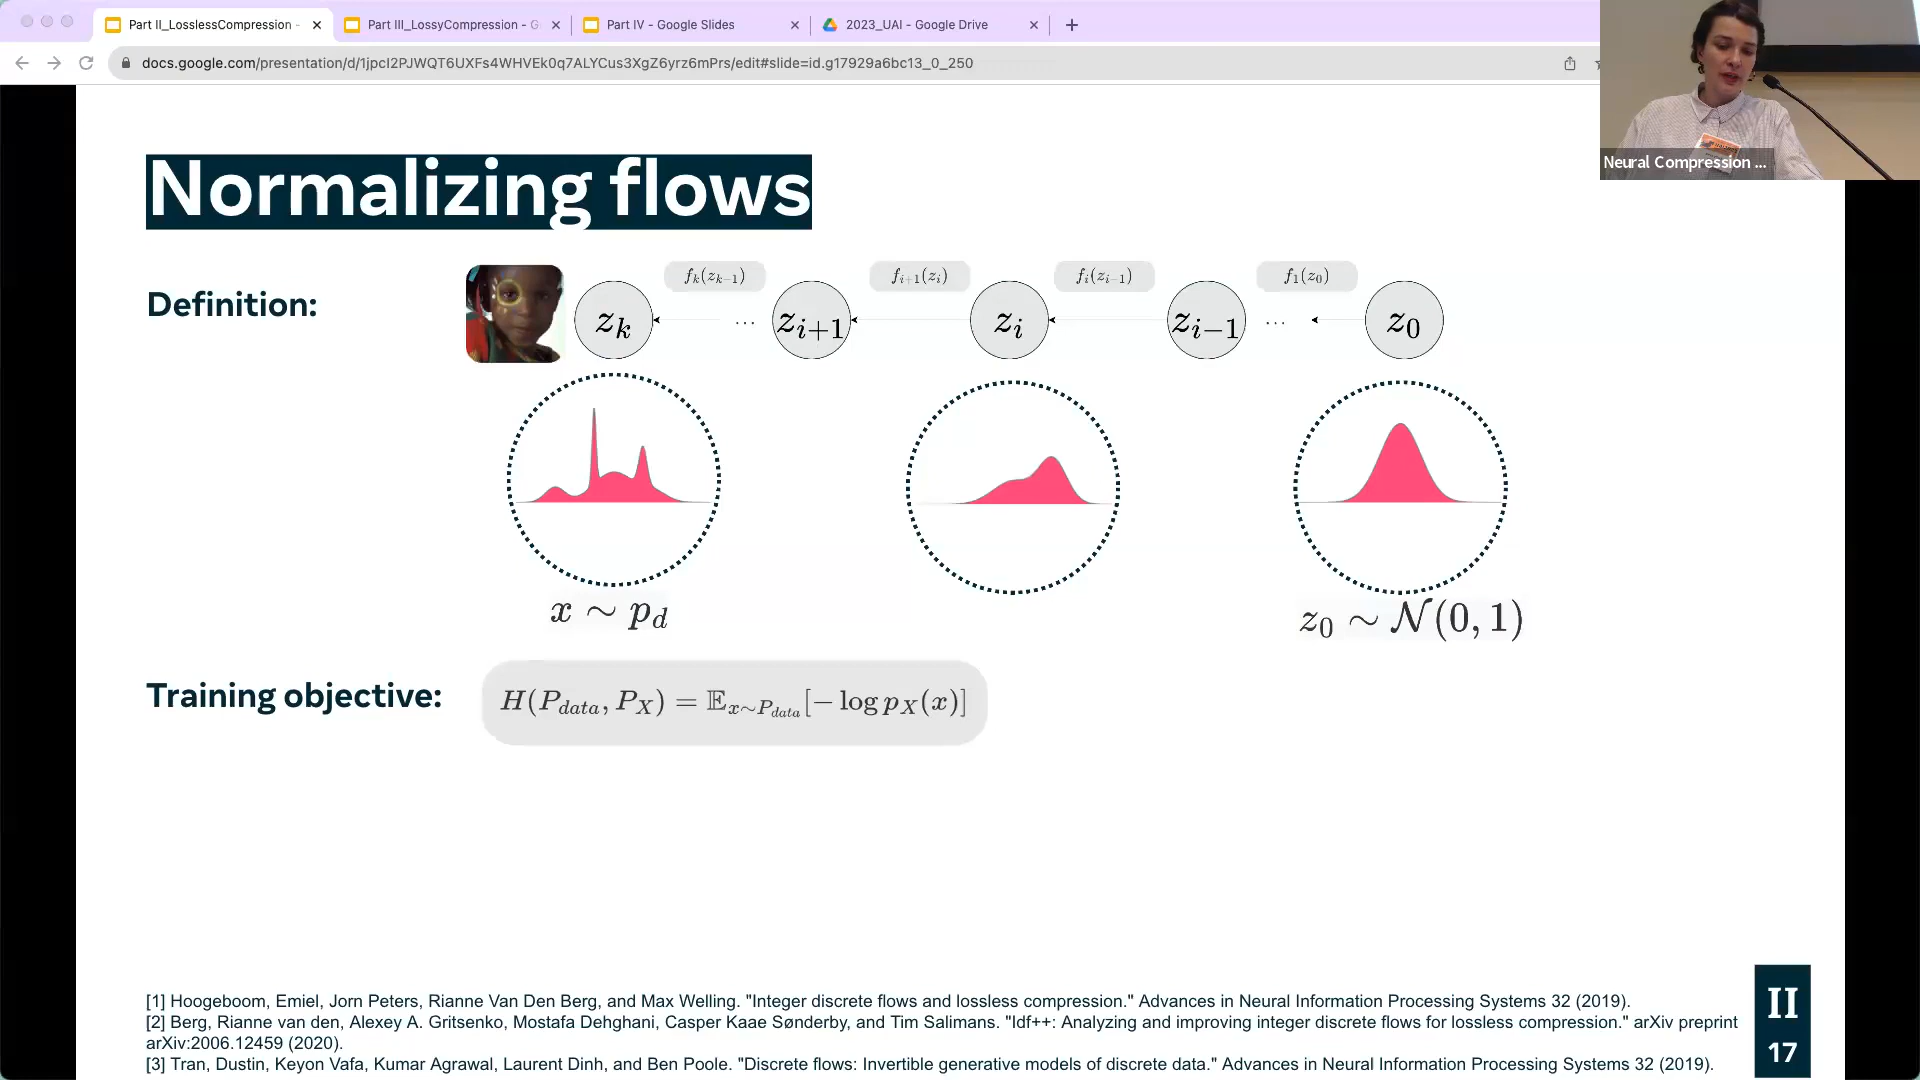 Part II_LosslessCompression -
Part III_LossyCompression - G
Part IV - Google Slides
2023_UAI - Google Drive
docs.google.com/presentation/d/1jpcI2PJWQT6UXFs4WHVEk0q7ALYCus3XgZ6yrz6mPrs/edit#slide=id.g17929a6bc13_0_250
Neural Compression ...
Normalizing flows
Definition:
f_k(z_{k-1})
f_{i+1}(z_i)
f_i(z_{i-1})
f_1(z_0)
z_k ... z_{i+1} z_i z_{i-1} ... z_0
x ∼ p_d
z_0 ∼ 𝒩(0, 1)
Training objective:
H(P_{data}, P_X) = 𝔼_{x∼P_{data}}[− log p_X(x)]
[1] Hoogeboom, Emiel, Jorn Peters, Rianne Van Den Berg, and Max Welling. "Integer discrete flows and lossless compression." Advances in Neural Information Processing Systems 32 (2019).
[2] Berg, Rianne van den, Alexey A. Gritsenko, Mostafa Dehghani, Casper Kaae Sønderby, and Tim Salimans. "Idf++: Analyzing and improving integer discrete flows for lossless compression." arXiv preprint
arXiv:2006.12459 (2020).
[3] Tran, Dustin, Keyon Vafa, Kumar Agrawal, Laurent Dinh, and Ben Poole. "Discrete flows: Invertible generative models of discrete data." Advances in Neural Information Processing Systems 32 (2019).
II
17